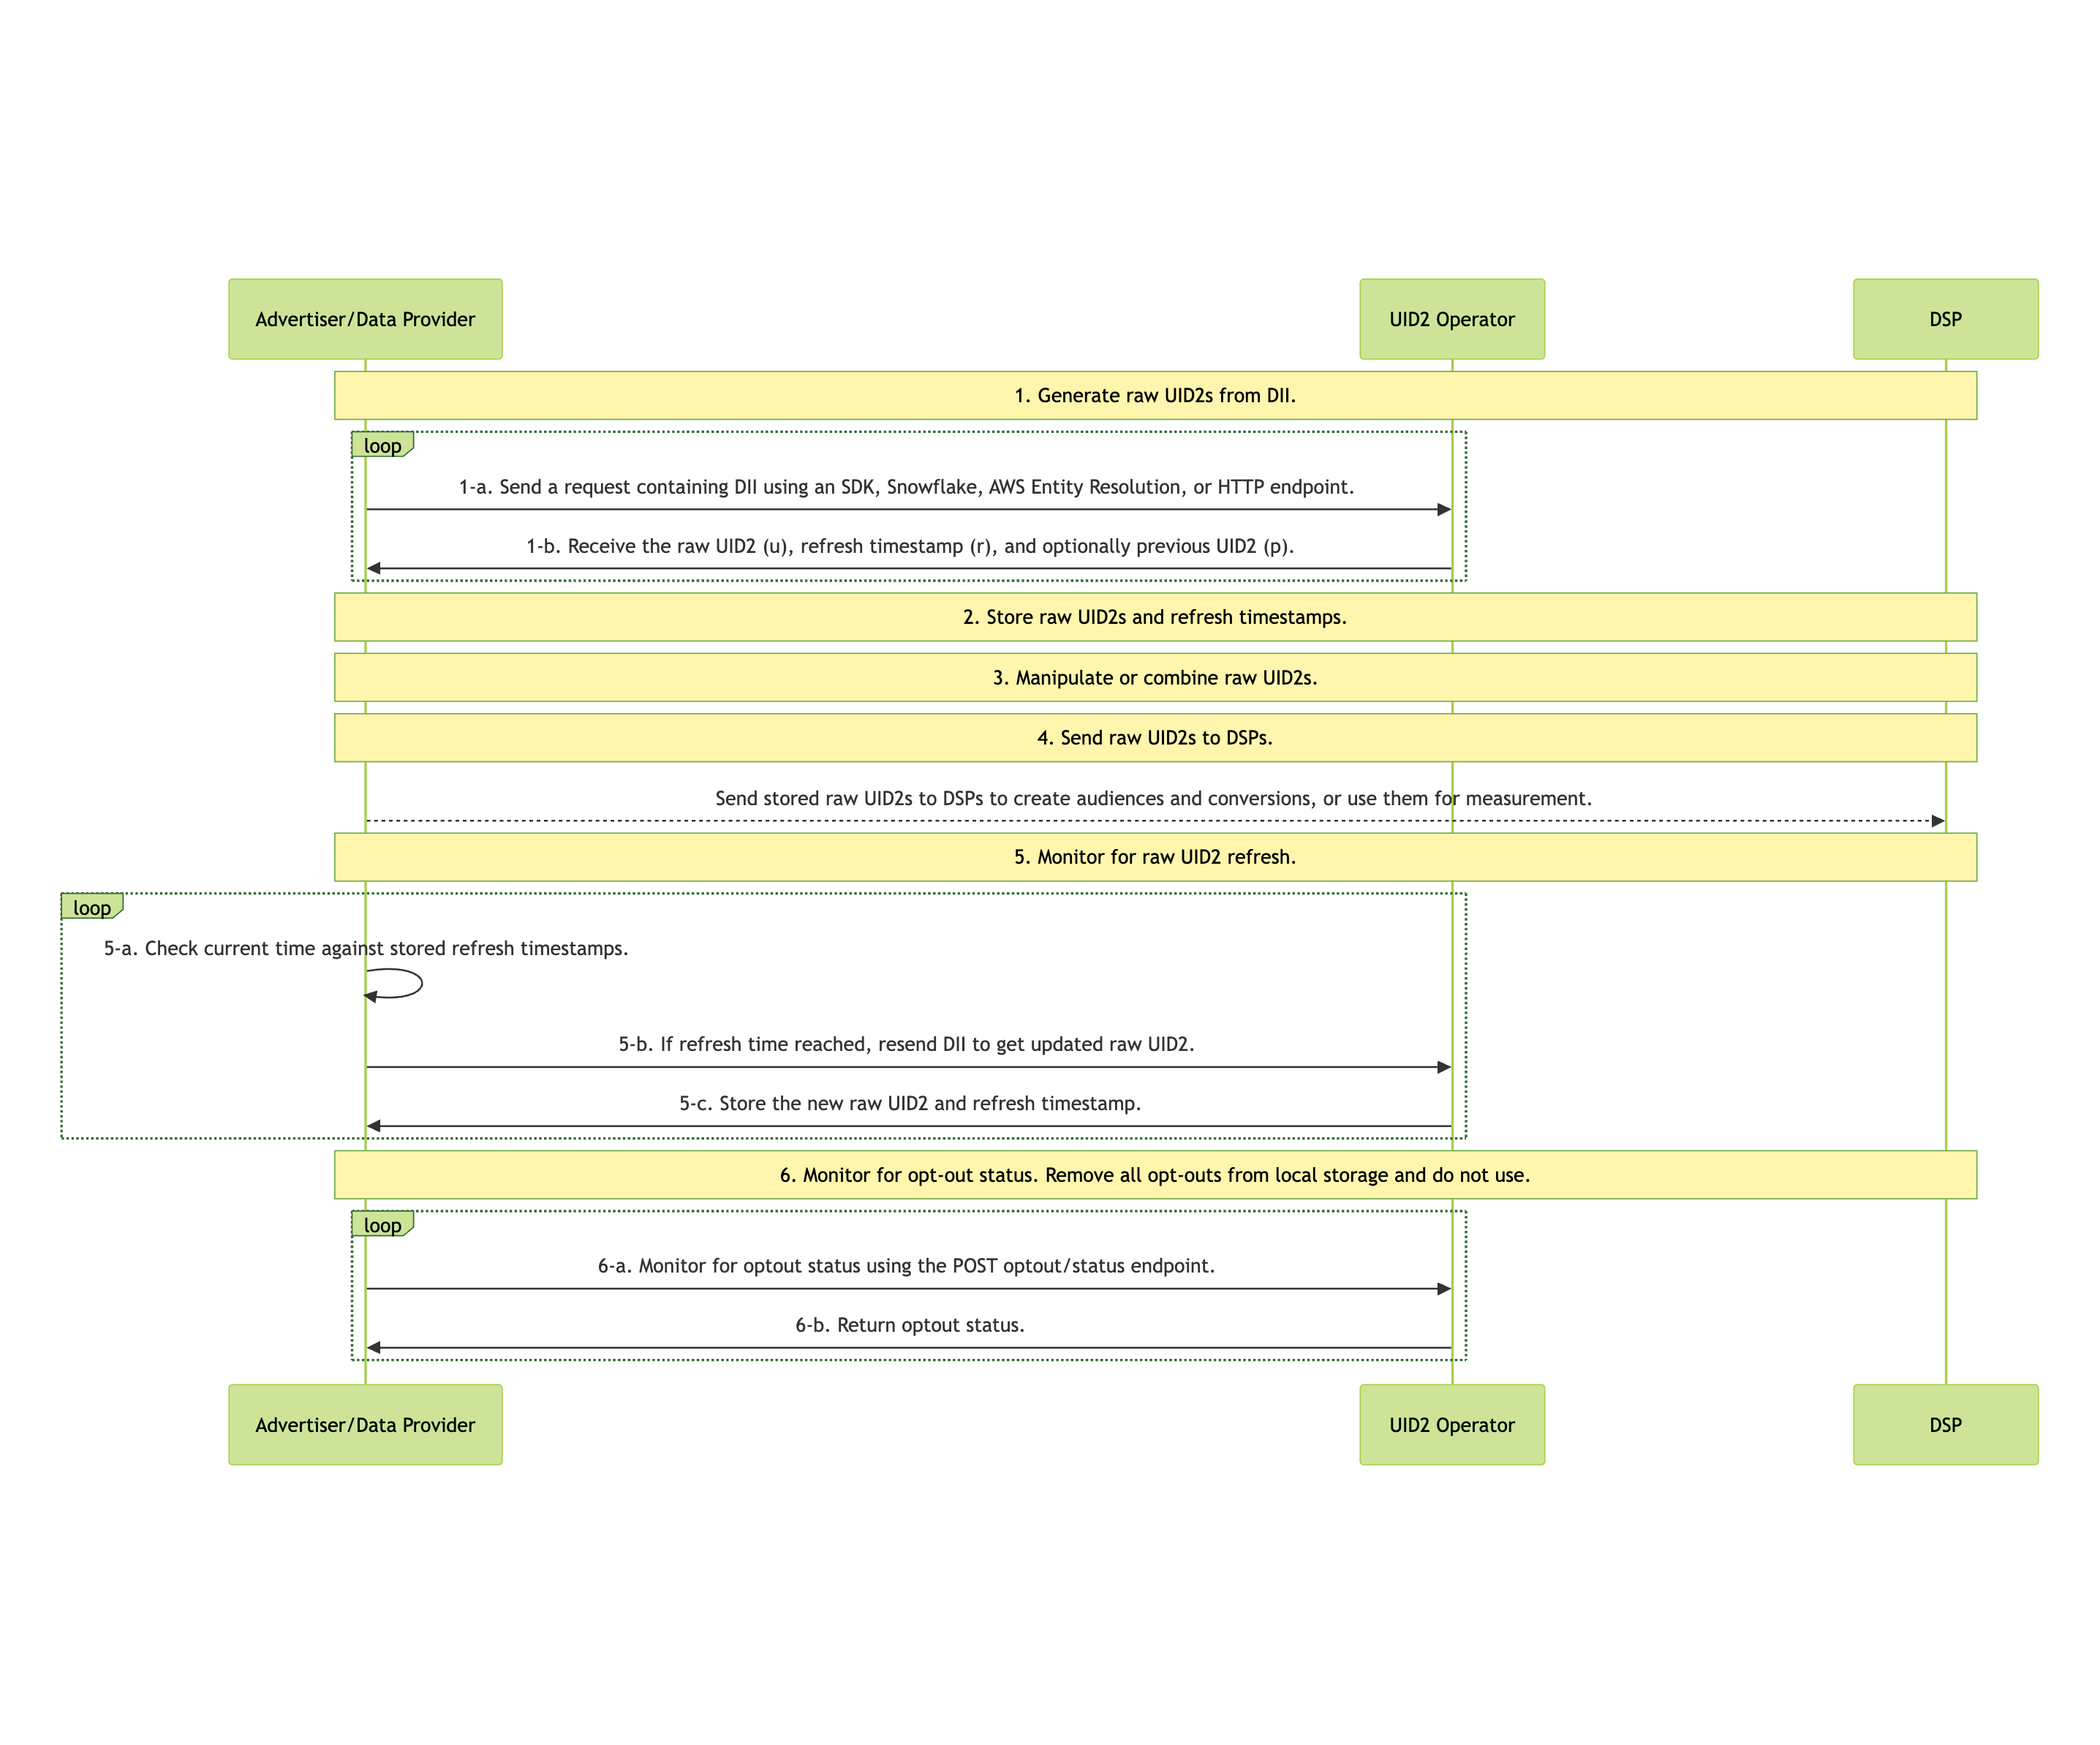 Advertiser/Data Provider
UID2 Operator
DSP
1. Generate raw UID2s from DII.
loop
1-a. Send a request containing DII using an SDK, Snowflake, AWS Entity Resolution, or HTTP endpoint.
1-b. Receive the raw UID2 (u), refresh timestamp (r), and optionally previous UID2 (p).
2. Store raw UID2s and refresh timestamps.
3. Manipulate or combine raw UID2s.
4. Send raw UID2s to DSPs.
Send stored raw UID2s to DSPs to create audiences and conversions, or use them for measurement.
5. Monitor for raw UID2 refresh.
loop
5-a. Check current time against stored refresh timestamps.
5-b. If refresh time reached, resend DII to get updated raw UID2.
5-c. Store the new raw UID2 and refresh timestamp.
6. Monitor for opt-out status. Remove all opt-outs from local storage and do not use.
loop
6-a. Monitor for optout status using the POST optout/status endpoint.
6-b. Return optout status.
Advertiser/Data Provider
UID2 Operator
DSP